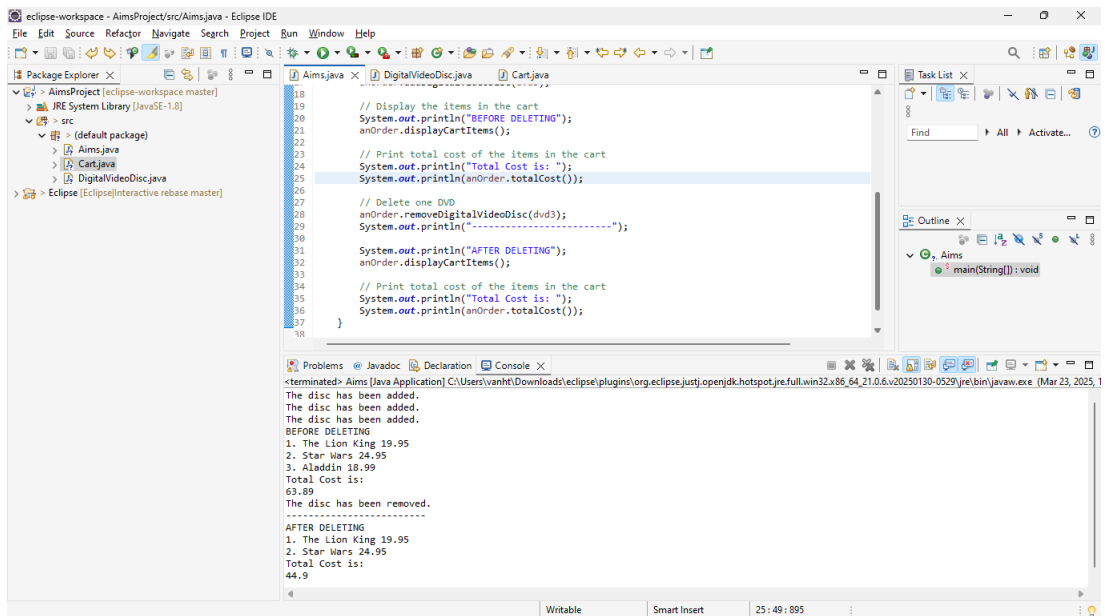 eclipse-workspace - AimsProject/src/Aims.java - Eclipse IDE
File Edit Source Refactor Navigate Search Project Run Window Help
Package Explorer
AimsProject [eclipse-workspace master]
JRE System Library [JavaSE-1.8]
> src
> (default package)
Aims.java
Cart.java
DigitalVideoDisc.java
> Eclipse [Eclipse|Interactive rebase master]
Aims.java DigitalVideoDisc.java Cart.java
18
19 // Display the items in the cart
20 System.out.println("BEFORE DELETING");
21 anOrder.displayCartItems();
22
23 // Print total cost of the items in the cart
24 System.out.println("Total Cost is: ");
25 System.out.println(anOrder.totalCost());
26
27 // Delete one DVD
28 anOrder.removeDigitalVideoDisc(dvd3);
29 System.out.println("-------------------------");
30
31 System.out.println("AFTER DELETING");
32 anOrder.displayCartItems();
33
34 // Print total cost of the items in the cart
35 System.out.println("Total Cost is: ");
36 System.out.println(anOrder.totalCost());
37 }
38
Task List
Find All Activate...
Outline
Aims
main(String[]) : void
Problems @ Javadoc Declaration Console
<terminated> Aims [Java Application] C:\Users\vanht\Downloads\eclipse\plugins\org.eclipse.justj.openjdk.hotspot.jre.full.win32.x86_64_21.0.6.v20250130-0529\jre\bin\javaw.exe (Mar 23, 2025, 1
The disc has been added.
The disc has been added.
The disc has been added.
BEFORE DELETING
1. The Lion King 19.95
2. Star Wars 24.95
3. Aladdin 18.99
Total Cost is:
63.89
The disc has been removed.
-------------------------
AFTER DELETING
1. The Lion King 19.95
2. Star Wars 24.95
Total Cost is:
44.9
Writable Smart Insert 25 : 49 : 895